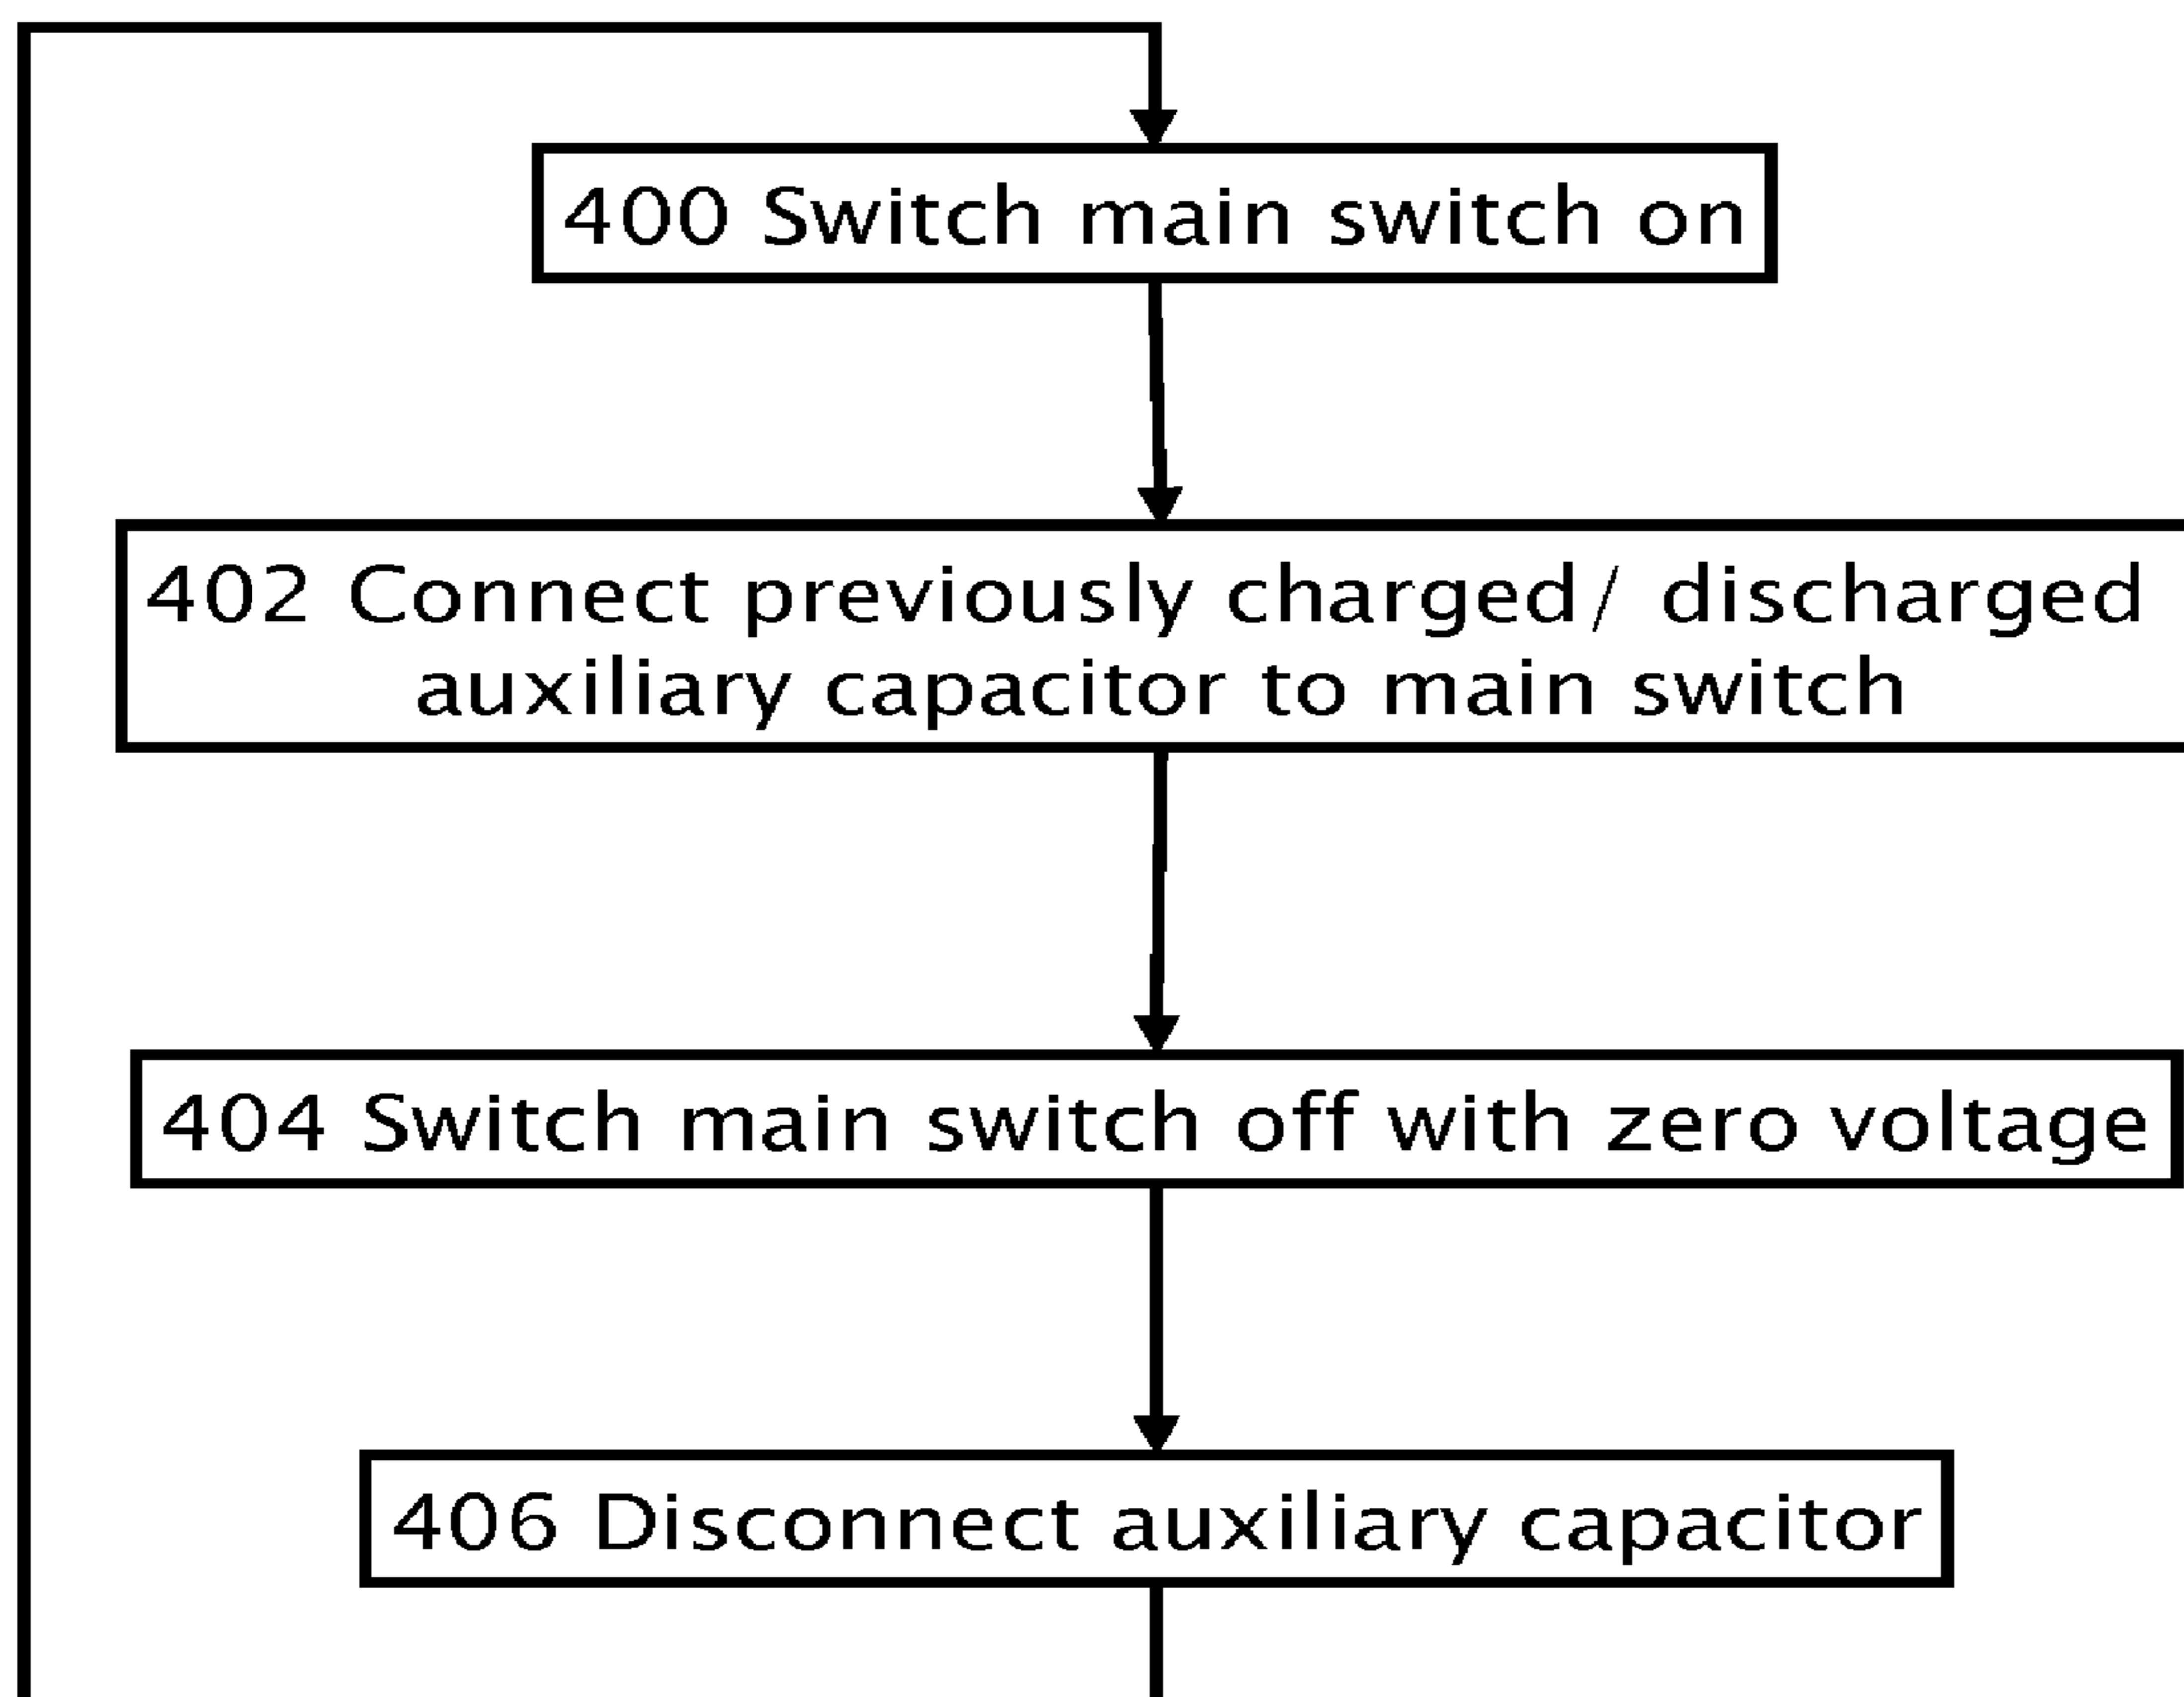 400 Switch main switch on
402 Connect previously charged/ discharged
auxiliary capacitor to main switch
404 Switch main switch off with zero voltage
406 Disconnect auxiliary capacitor